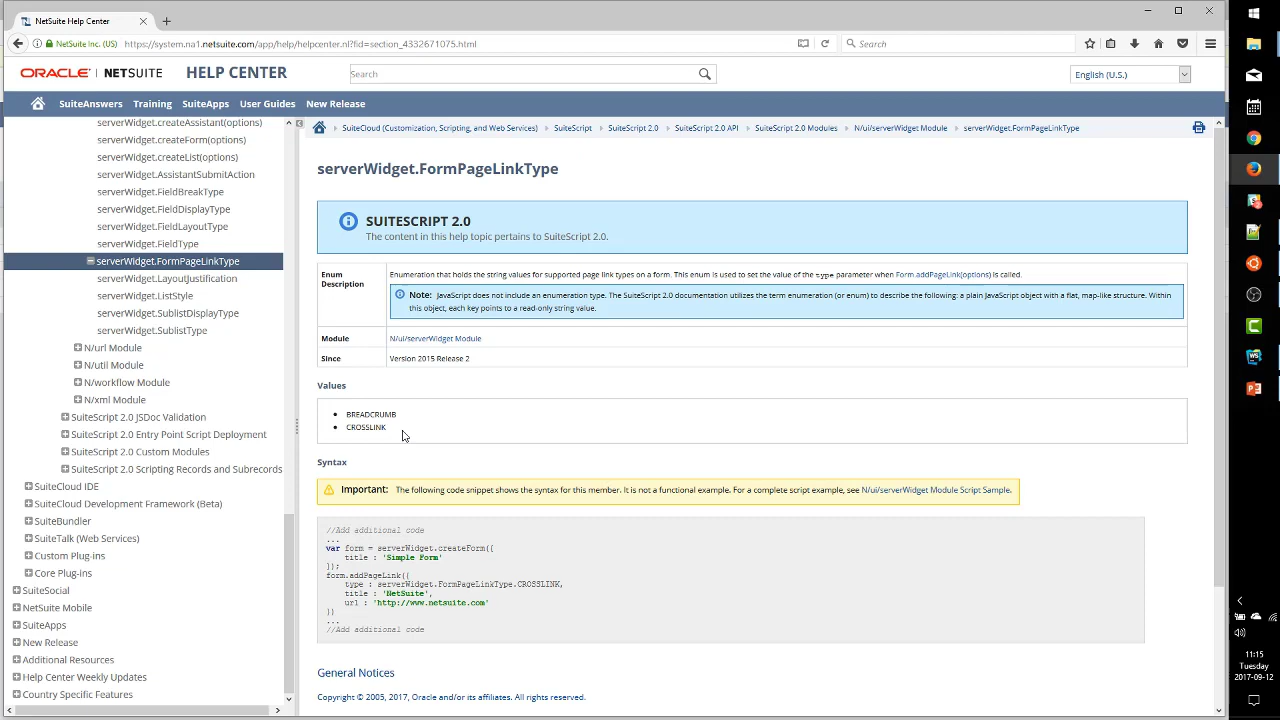 NetSuite Help Center
NetSuite Inc. (US)
https://system.na1.netsuite.com/app/help/helpcenter.nl?fid=section_4332671075.html
Search
ORACLE | NETSUITE HELP CENTER
Search
English (U.S.)
SuiteAnswers Training SuiteApps User Guides New Release
serverWidget.createAssistant(options)
serverWidget.createForm(options)
serverWidget.createList(options)
serverWidget.AssistantSubmitAction
serverWidget.FieldBreakType
serverWidget.FieldDisplayType
serverWidget.FieldLayoutType
serverWidget.FieldType
serverWidget.FormPageLinkType
serverWidget.LayoutJustification
serverWidget.ListStyle
serverWidget.SublistDisplayType
serverWidget.SublistType
N/url Module
N/util Module
N/workflow Module
N/xml Module
SuiteScript 2.0 JSDoc Validation
SuiteScript 2.0 Entry Point Script Deployment
SuiteScript 2.0 Custom Modules
SuiteScript 2.0 Scripting Records and Subrecords
SuiteCloud IDE
SuiteCloud Development Framework (Beta)
SuiteBundler
SuiteTalk (Web Services)
Custom Plug-ins
Core Plug-ins
SuiteSocial
NetSuite Mobile
SuiteApps
New Release
Additional Resources
Help Center Weekly Updates
Country Specific Features
SuiteCloud (Customization, Scripting, and Web Services) SuiteScript SuiteScript 2.0 SuiteScript 2.0 API SuiteScript 2.0 Modules N/ui/serverWidget Module serverWidget.FormPageLinkType
serverWidget.FormPageLinkType
SUITESCRIPT 2.0
The content in this help topic pertains to SuiteScript 2.0.
Enum Description
Enumeration that holds the string values for supported page link types on a form. This enum is used to set the value of the type parameter when Form.addPageLink(options) is called.
Note: JavaScript does not include an enumeration type. The SuiteScript 2.0 documentation utilizes the term enumeration (or enum) to describe the following: a plain JavaScript object with a flat, map-like structure. Within
this object, each key points to a read-only string value.
Module N/ui/serverWidget Module
Since Version 2015 Release 2
Values
• BREADCRUMB
• CROSSLINK
Syntax
Important: The following code snippet shows the syntax for this member. It is not a functional example. For a complete script example, see N/ui/serverWidget Module Script Sample.
//Add additional code
...
var form = serverWidget.createForm({
title : 'Simple Form'
});
form.addPageLink({
type : serverWidget.FormPageLinkType.CROSSLINK,
title : 'NetSuite',
url : 'http://www.netsuite.com'
})
...
//Add additional code
General Notices
Copyright © 2005, 2017, Oracle and/or its affiliates. All rights reserved.
11:15
Tuesday
2017-09-12